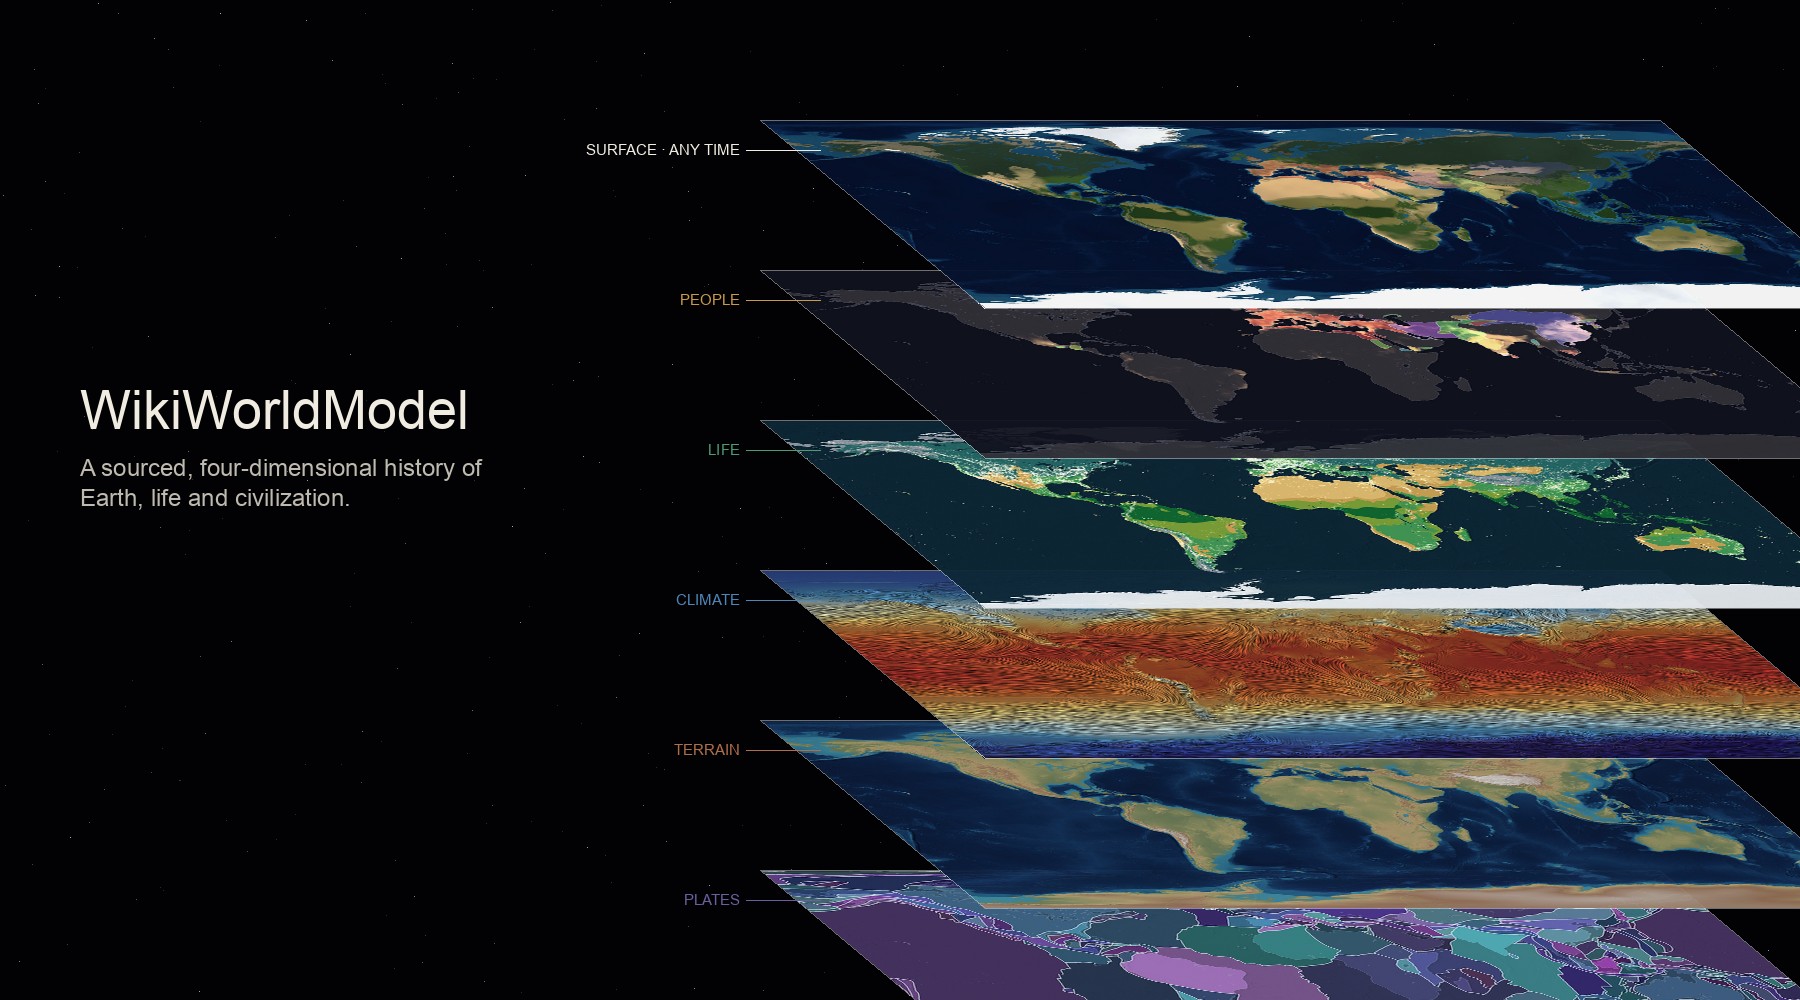 SURFACE · ANY TIME
PEOPLE
WikiWorldModel
A sourced, four-dimensional history of
Earth, life and civilization.
LIFE
CLIMATE
TERRAIN
PLATES